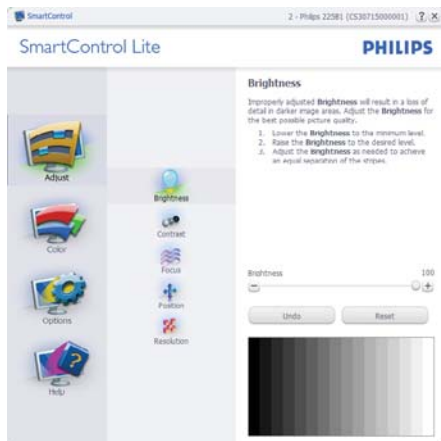 SmartControl
2 - Philips 225B1 (CS30715000001)
SmartControl Lite
PHILIPS
Adjust
Color
Options
Help
Brightness
Contrast
Focus
Position
Resolution
Brightness
Improperly adjusted Brightness will result in a loss of
detail in darker image areas. Adjust the Brightness for
the best possible picture quality.
1. Lower the Brightness to the minimum level.
2. Raise the Brightness to the desired level.
3. Adjust the Brightness as needed to achieve
an equal separation of the stripes.
Brightness 100
Undo
Reset